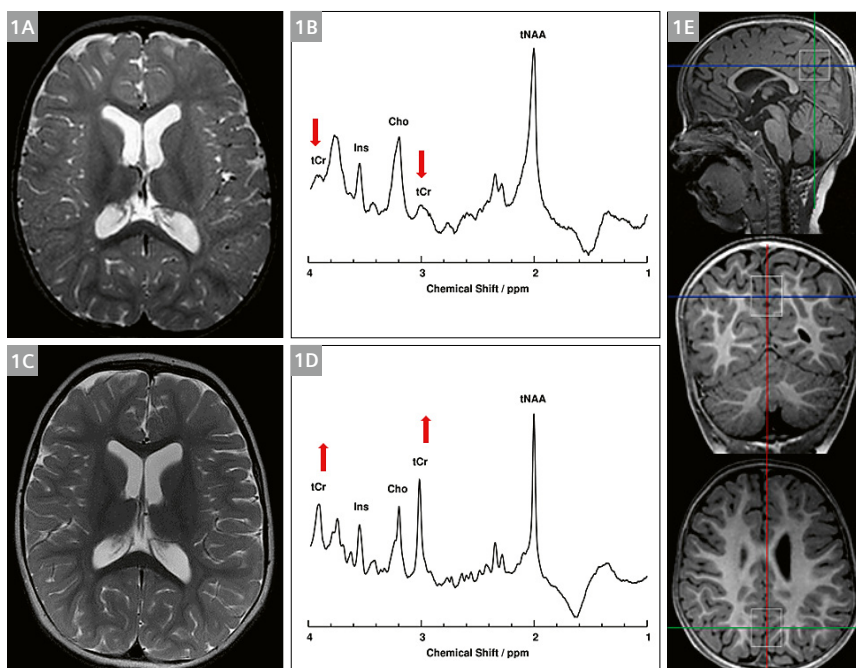 1A
1B
tNAA
Cho
Ins
tCr
tCr
4 3 2 1
Chemical Shift / ppm
1C
1D
tNAA
tCr
tCr
Cho
Ins
4 3 2 1
Chemical Shift / ppm
1E